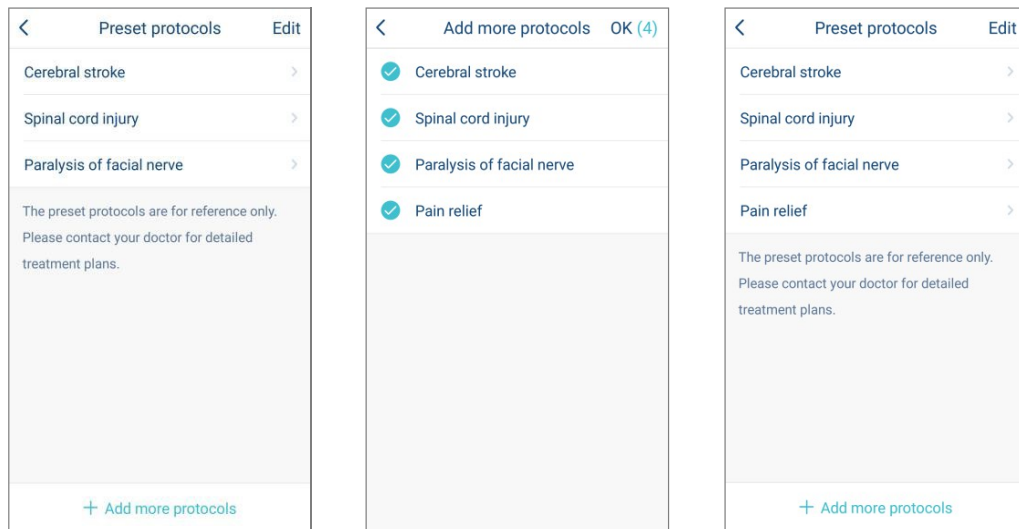 Preset protocols Edit
Cerebral stroke
Spinal cord injury
Paralysis of facial nerve
The preset protocols are for reference only.
Please contact your doctor for detailed
treatment plans.
+ Add more protocols
Add more protocols OK (4)
Cerebral stroke
Spinal cord injury
Paralysis of facial nerve
Pain relief
Preset protocols Edit
Cerebral stroke
Spinal cord injury
Paralysis of facial nerve
Pain relief
The preset protocols are for reference only.
Please contact your doctor for detailed
treatment plans.
+ Add more protocols